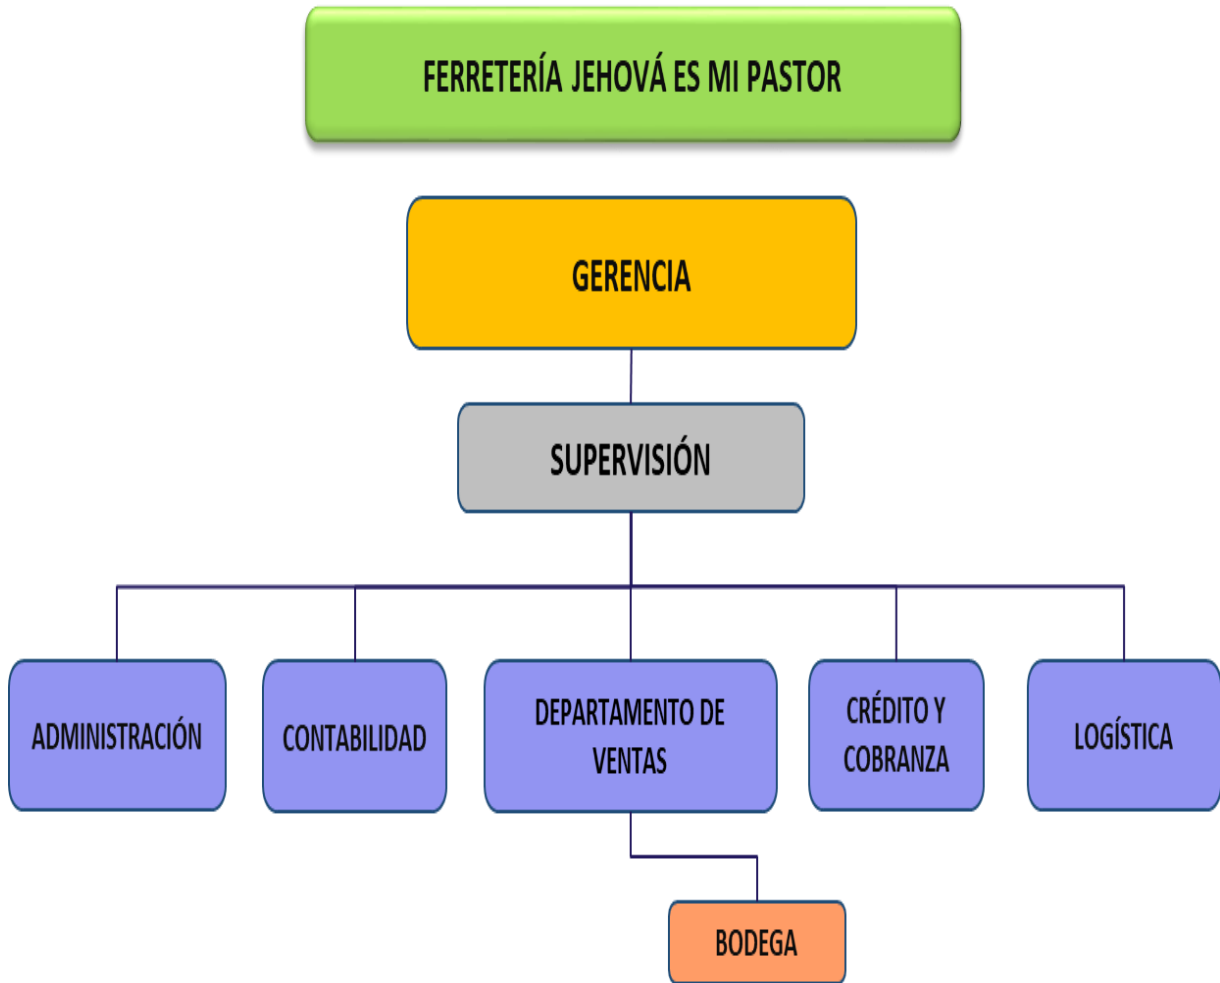 FERRETERÍA JEHOVÁ ES MI PASTOR
GERENCIA
SUPERVISIÓN
ADMINISTRACIÓN
CONTABILIDAD
DEPARTAMENTO DE
VENTAS
CRÉDITO Y
COBRANZA
LOGÍSTICA
BODEGA